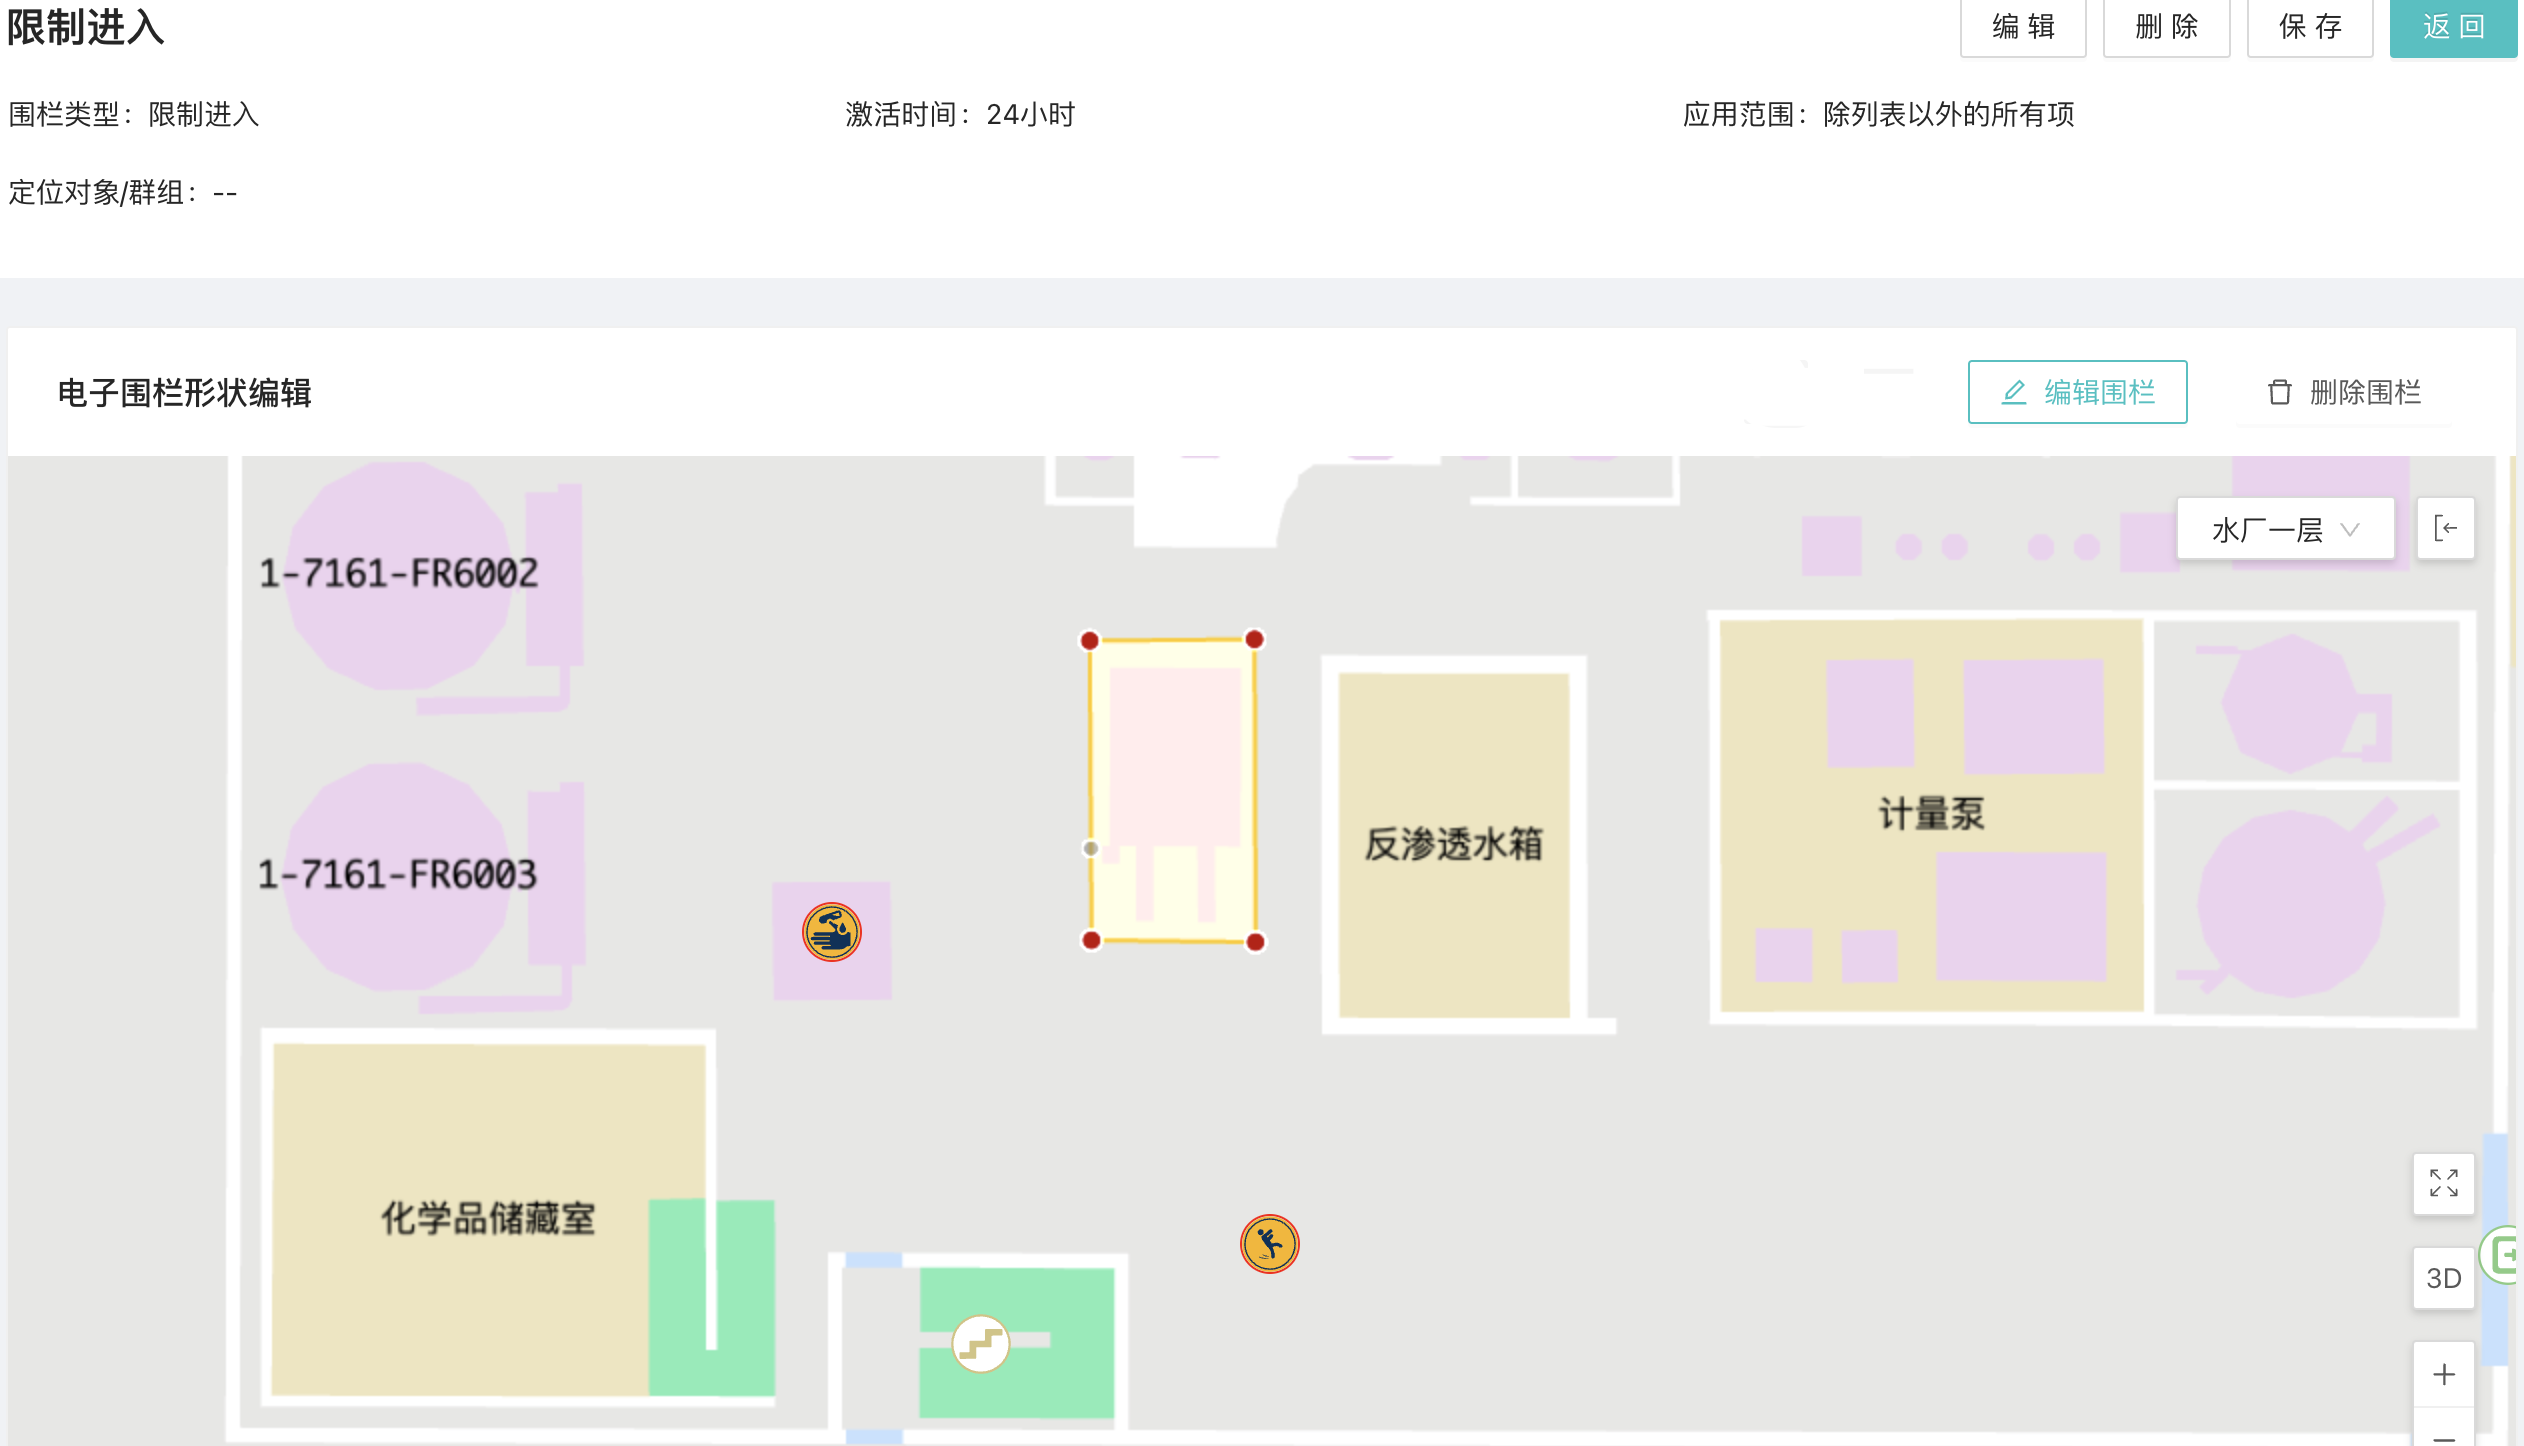 限制进入
编 辑
删 除
保 存
返 回
围栏类型：限制进入
激活时间：24小时
应用范围：除列表以外的所有项
定位对象/群组：--
电子围栏形状编辑
编辑围栏
删除围栏
水厂一层
1-7161-FR6002
1-7161-FR6003
反渗透水箱
计量泵
化学品储藏室
3D